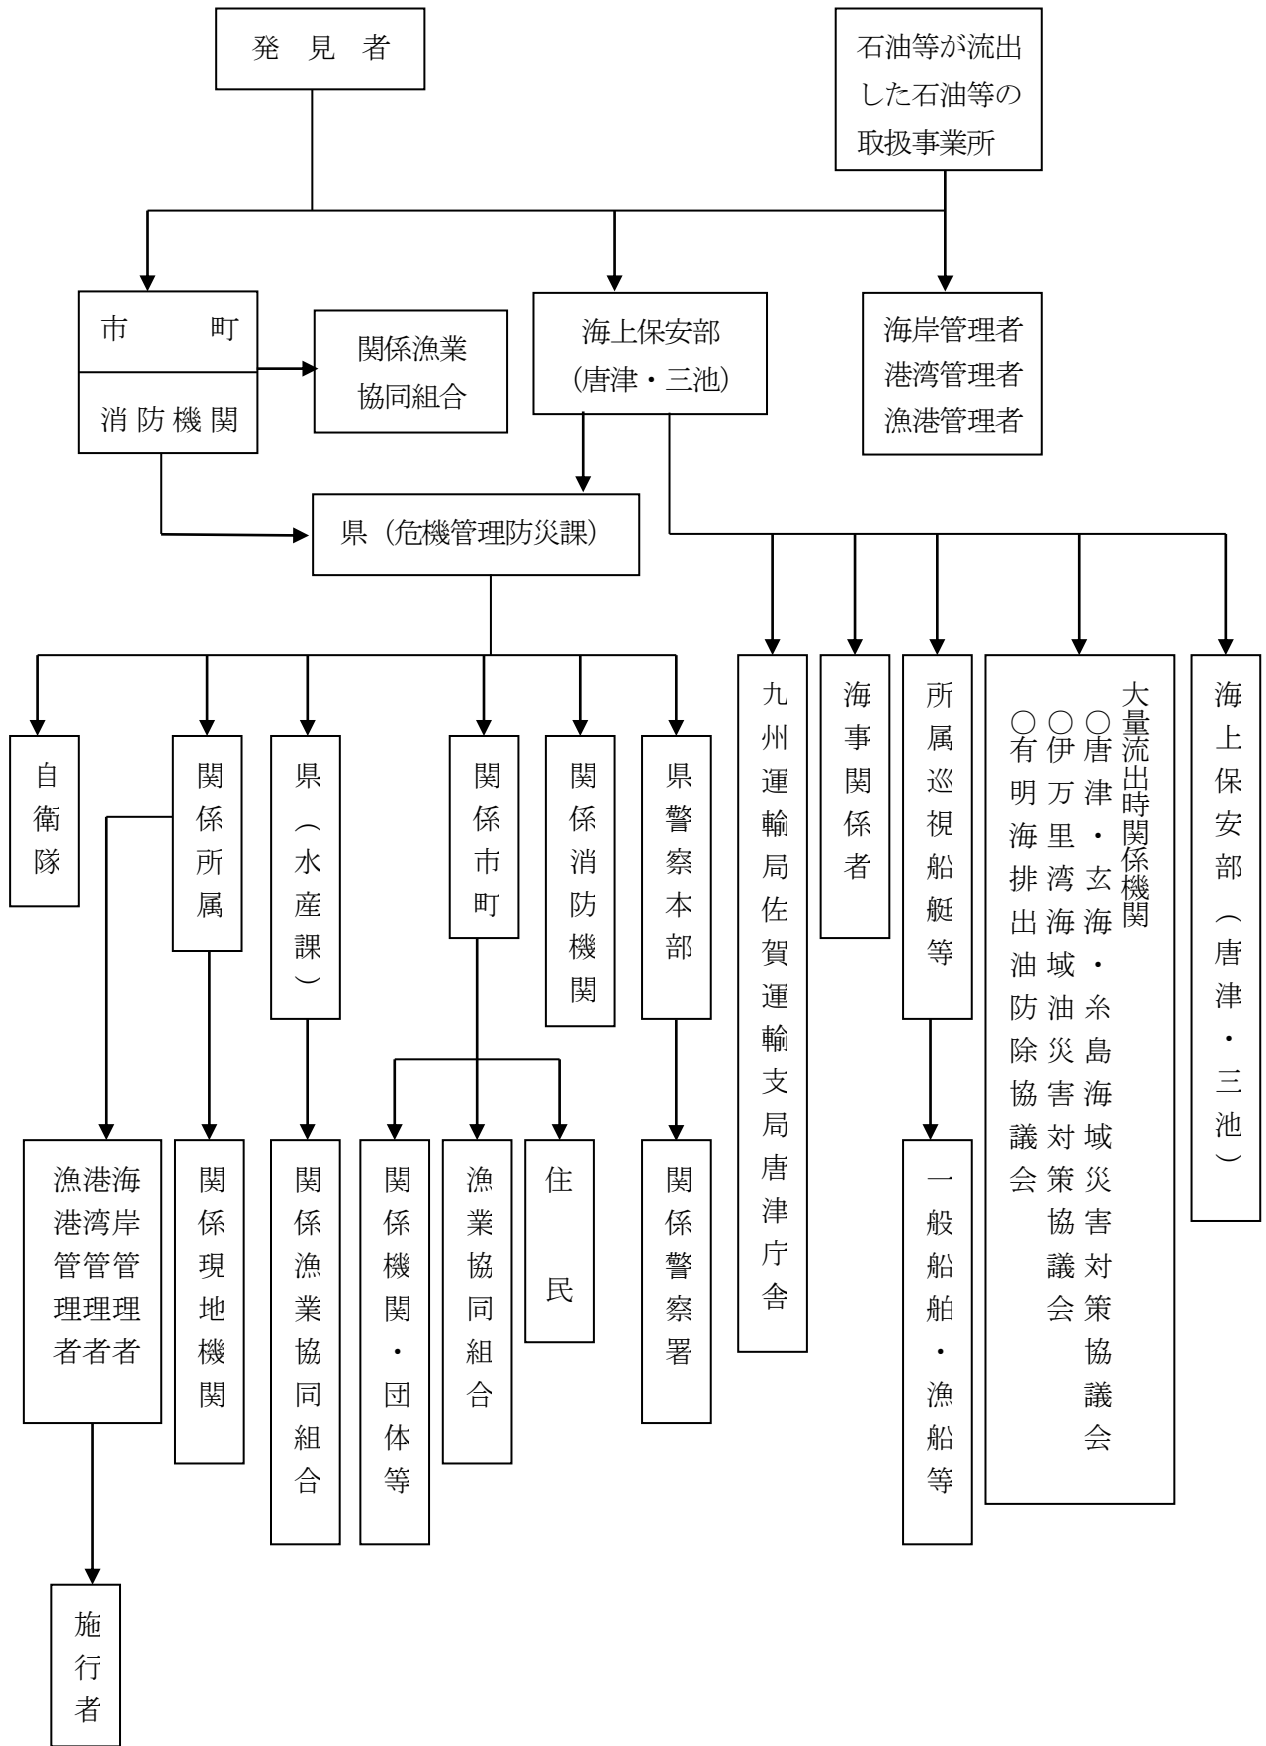 発　見　者
石油等が流出
した石油等の
取扱事業所
市　　　町
消防機関
関係漁業
協同組合
海上保安部
（唐津・三池）
海岸管理者
港湾管理者
漁港管理者
県（危機管理防災課）
自衛隊
関係所属
県（水産課）
関係市町
関係消防機関
県警察本部
九州運輸局佐賀運輸支局唐津庁舎
海事関係者
所属巡視船艇等
大量流出時関係機関
○唐津・玄海・糸島海域災害対策協議会
○伊万里湾海域油災害対策協議会
○有明海排出油防除協議会
海上保安部（唐津・三池）
海岸管理者
港湾管理者
漁港管理者
関係現地機関
関係漁業協同組合
関係機関・団体等
漁業協同組合
住　民
関係警察署
一般船舶・漁船等
施行者